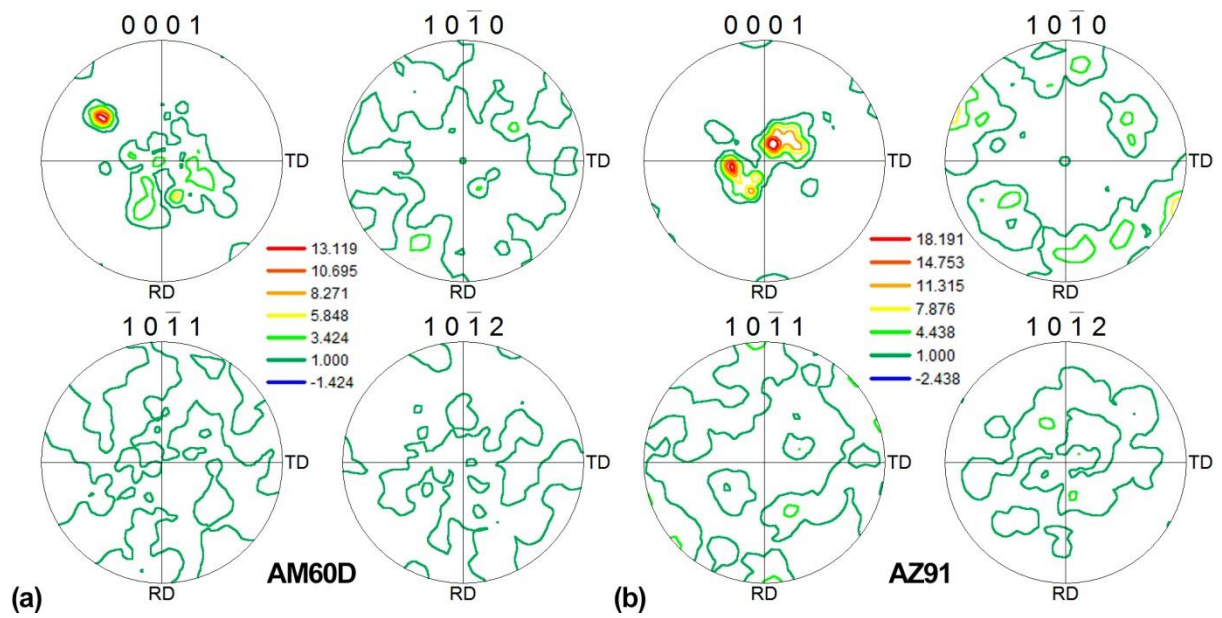 0 0 0 1
1 0 1̅ 0
TD
TD
RD
RD
13.119
10.695
8.271
5.848
3.424
1.000
-1.424
1 0 1̅ 1
1 0 1̅ 2
TD
TD
RD
RD
AM60D
(a)
0 0 0 1
1 0 1̅ 0
TD
TD
RD
RD
18.191
14.753
11.315
7.876
4.438
1.000
-2.438
1 0 1̅ 1
1 0 1̅ 2
TD
TD
RD
RD
AZ91
(b)